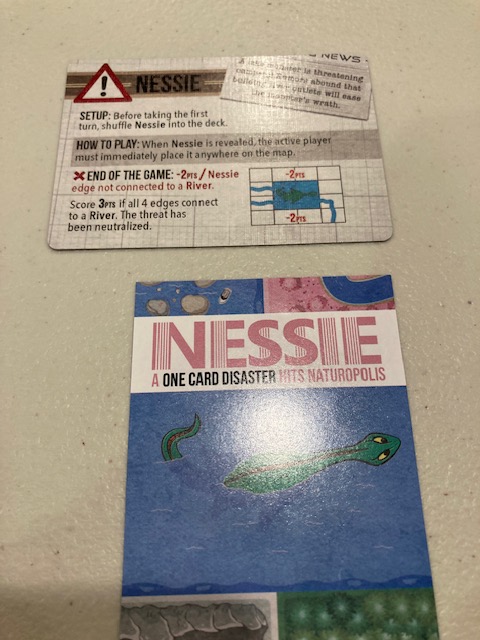 NEWS
A lake monster is threatening
abound that
outlets will ease
the monster's wrath.
NESSIE
SETUP: Before taking the first
turn, shuffle Nessie into the deck.
HOW TO PLAY: When Nessie is revealed, the active player
must immediately place it anywhere on the map.
END OF THE GAME: -2PTS / Nessie
edge not connected to a River.
Score 3PTS if all 4 edges connect
to a River. The threat has
been neutralized.
-2PTS
-2PTS
NESSIE
A ONE CARD DISASTER HITS NATUROPOLIS